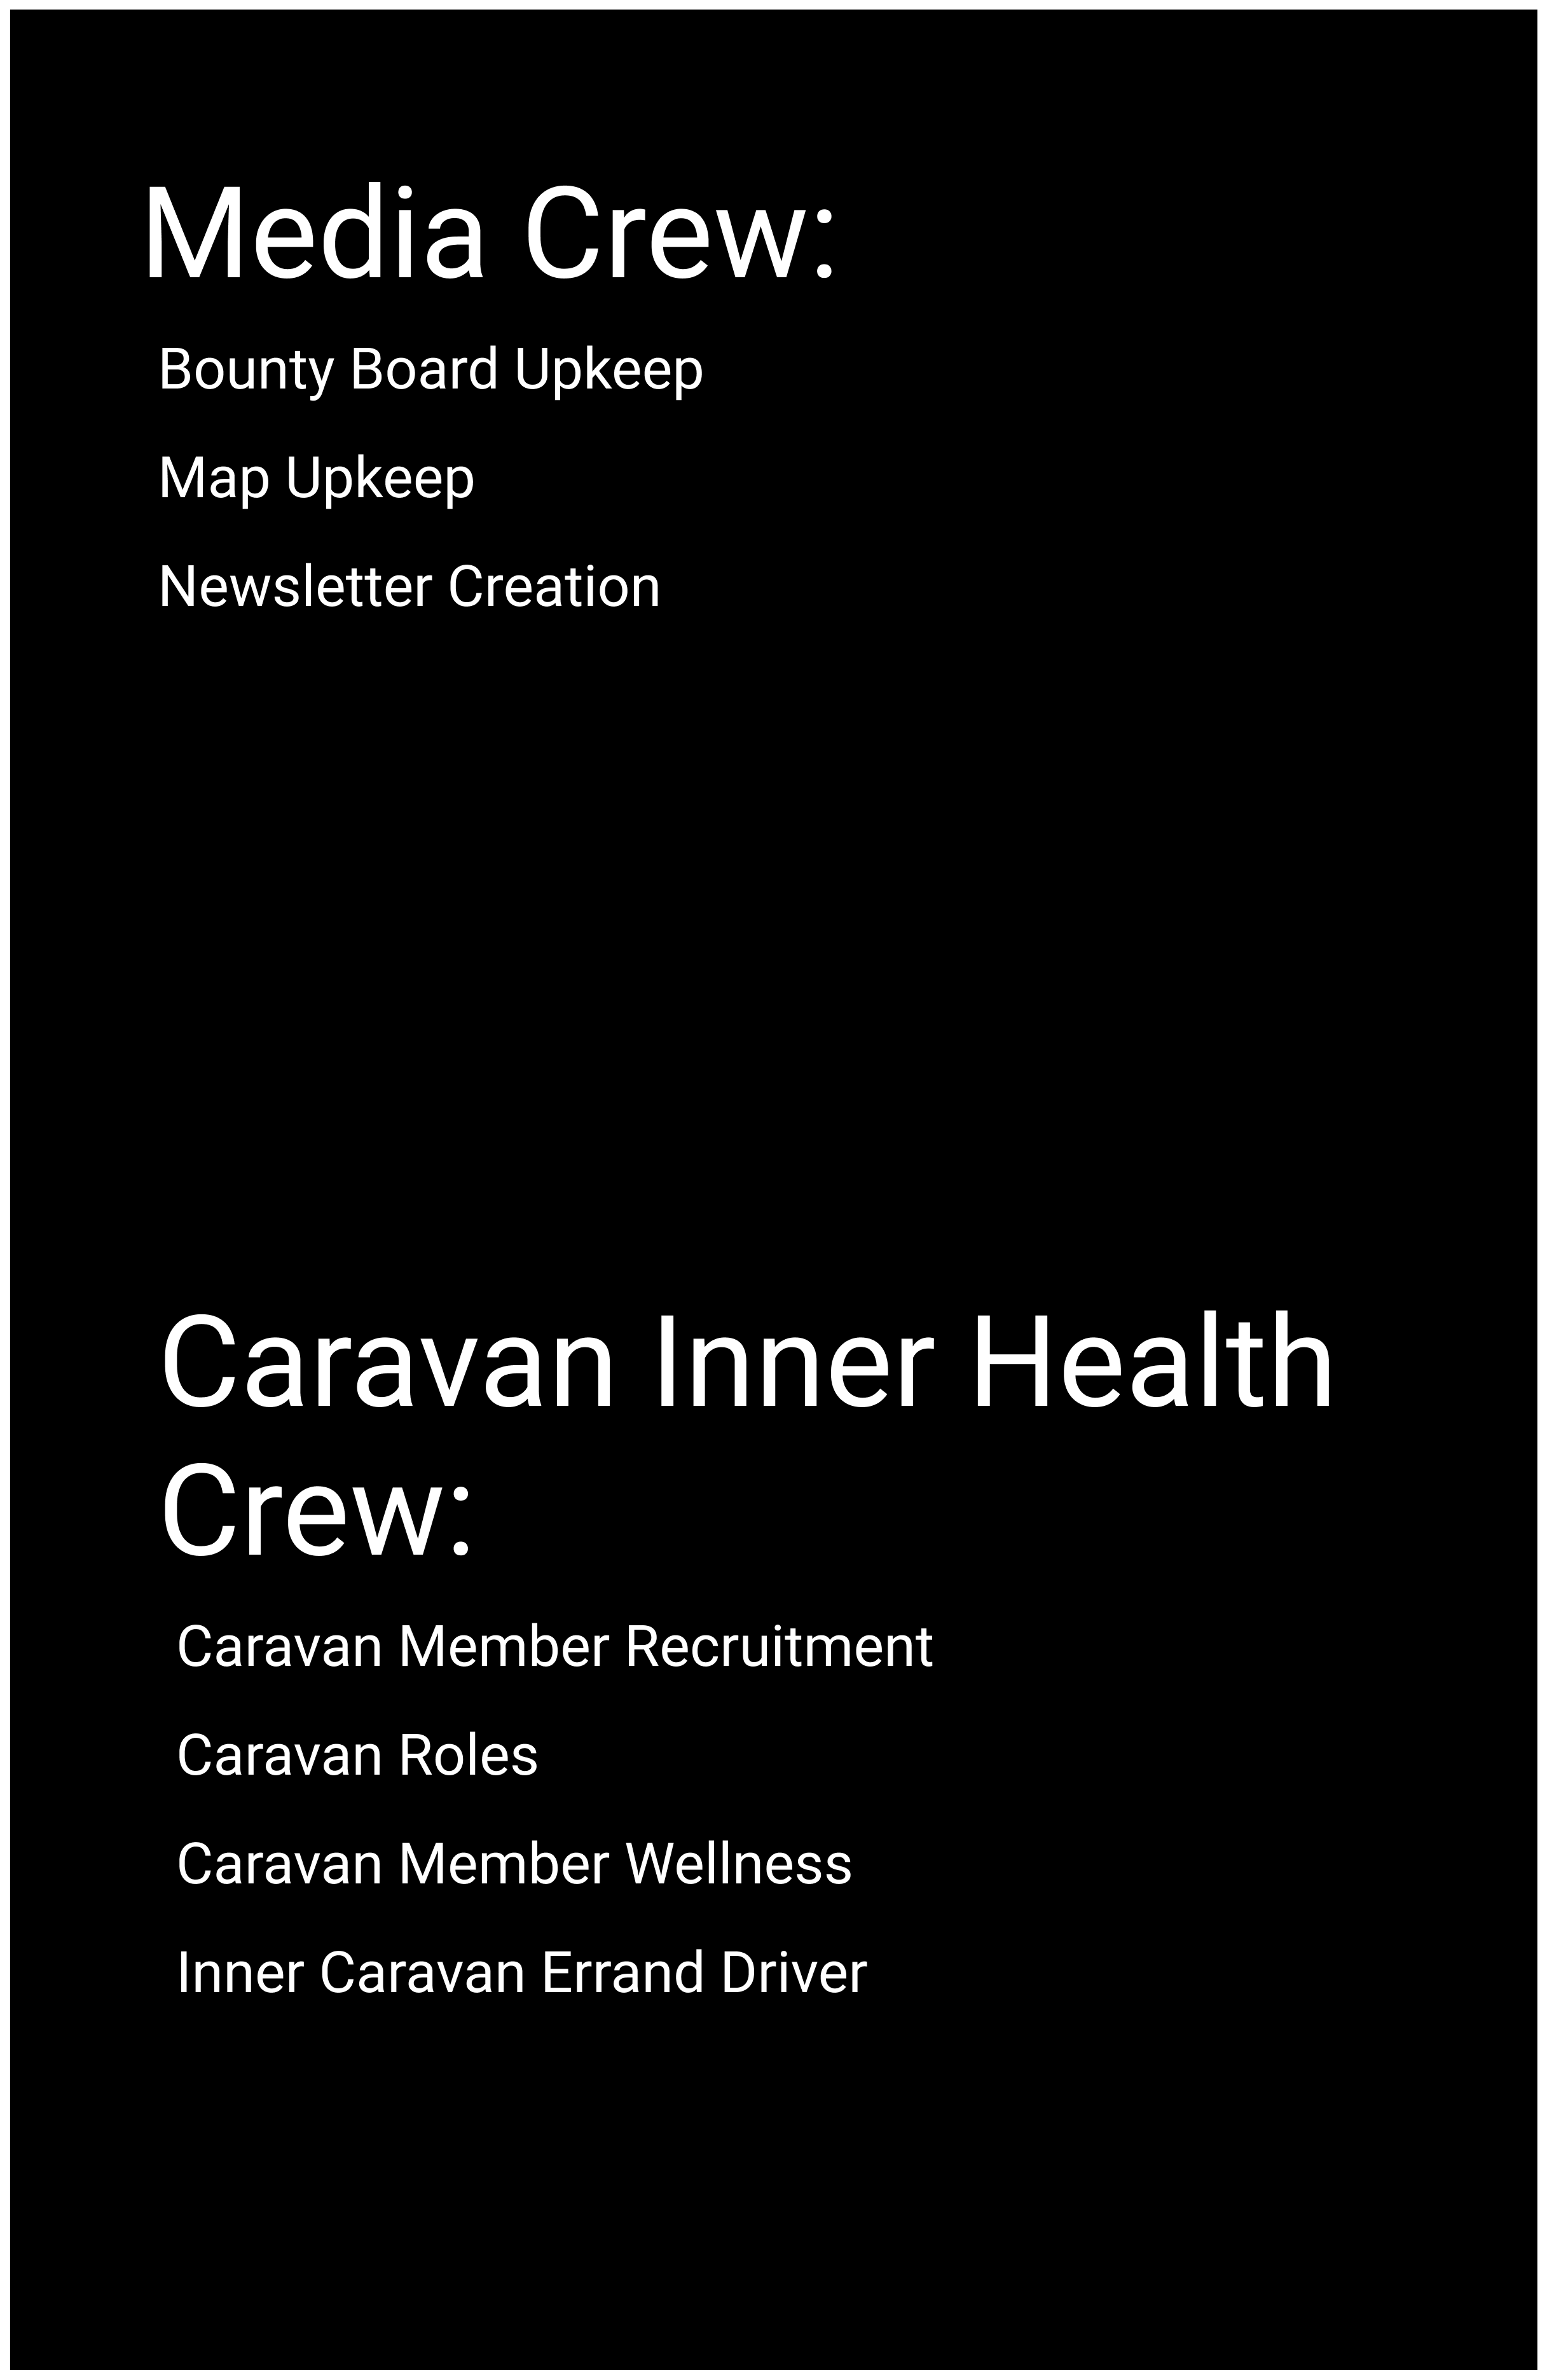 Media Crew:
Bounty Board Upkeep
Map Upkeep
Newsletter Creation
Caravan Inner Health
Crew:
Caravan Member Recruitment
Caravan Roles
Caravan Member Wellness
Inner Caravan Errand Driver